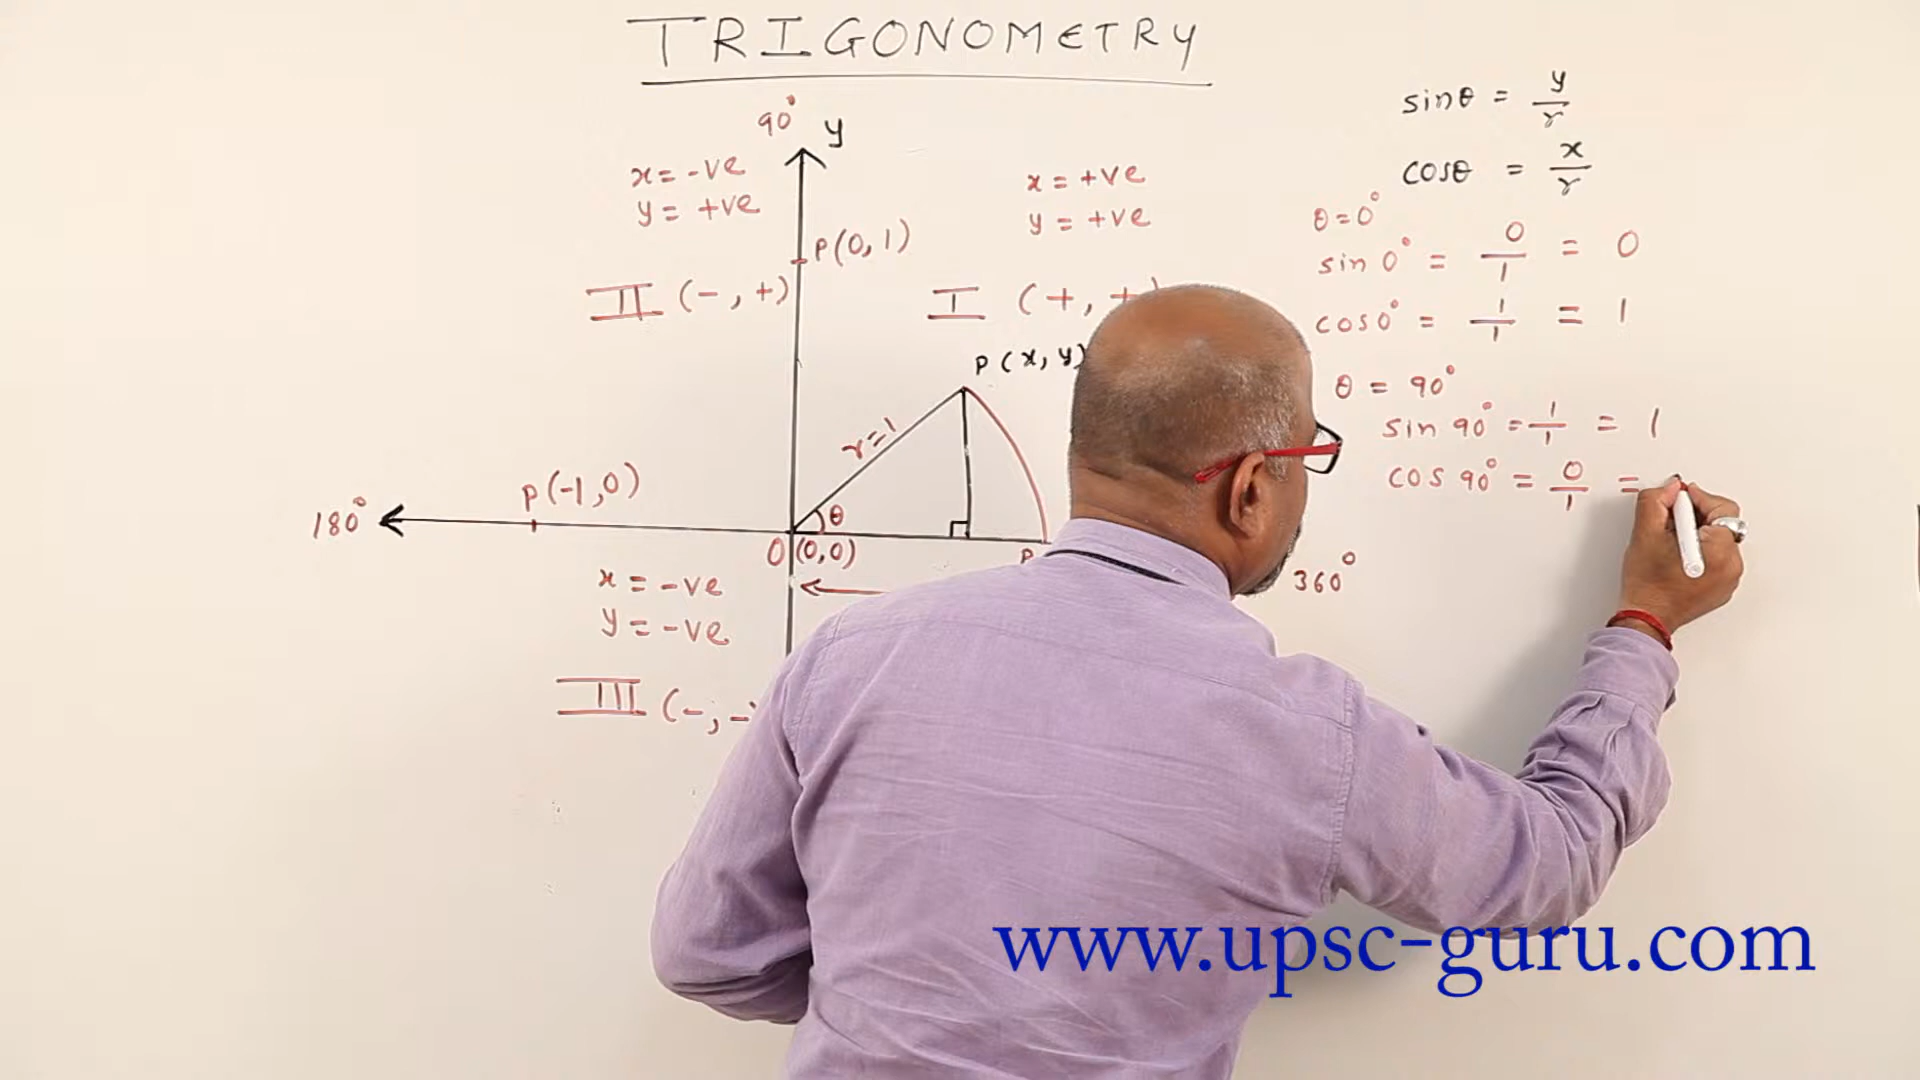 TRIGONOMETRY
90°
y
x = -ve
y = +ve
x = +ve
y = +ve
P(0, 1)
II (-, +)
I (+, +
P (x, y)
r=1
P(-1, 0)
180°
θ
O (0,0)
P
360°
x = -ve
y = -ve
III (-, -
sinθ = y/r
cosθ = x/r
θ = 0°
sin 0° = 0/1 = 0
cos 0° = 1/1 = 1
θ = 90°
sin 90° = 1/1 = 1
cos 90° = 0/1 =
www.upsc-guru.com